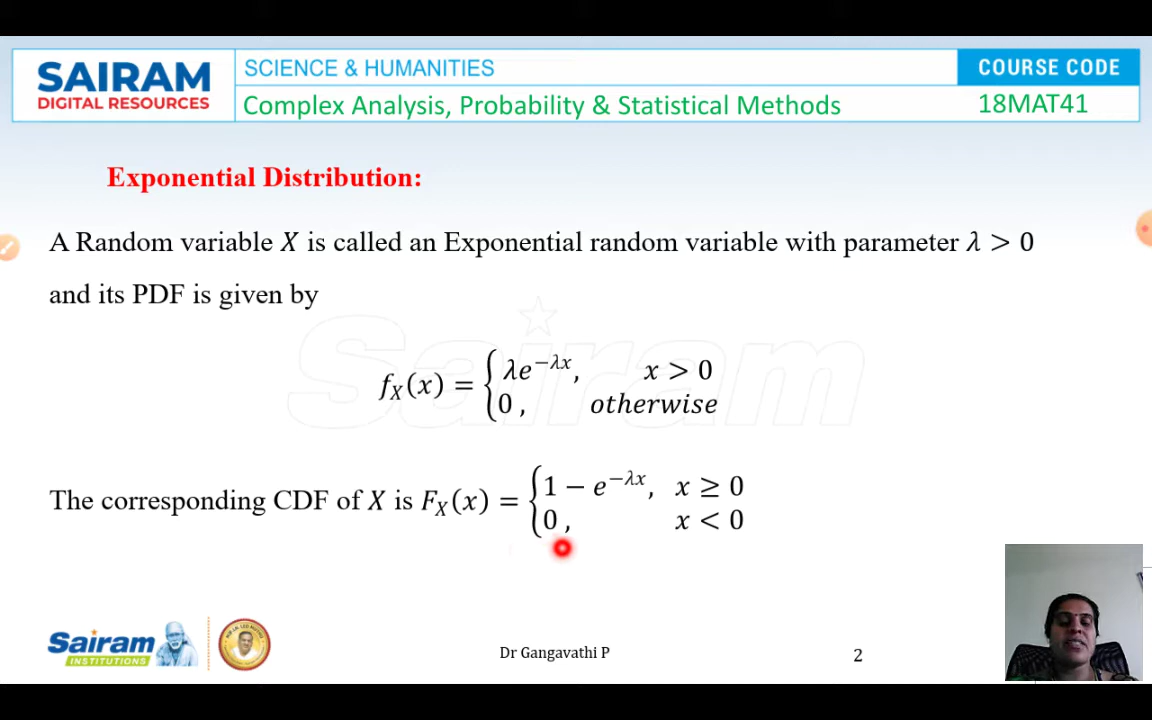 SAIRAM
DIGITAL RESOURCES
SCIENCE & HUMANITIES
Complex Analysis, Probability & Statistical Methods
COURSE CODE
18MAT41
Exponential Distribution:
A Random variable X is called an Exponential random variable with parameter λ > 0
and its PDF is given by
Sairam
f_X(x) = { λe^{−λx}, x > 0
0 , otherwise
The corresponding CDF of X is F_X(x) = { 1 − e^{−λx}, x ≥ 0
0 , x < 0
Sairam
INSTITUTIONS
Dr Gangavathi P
2